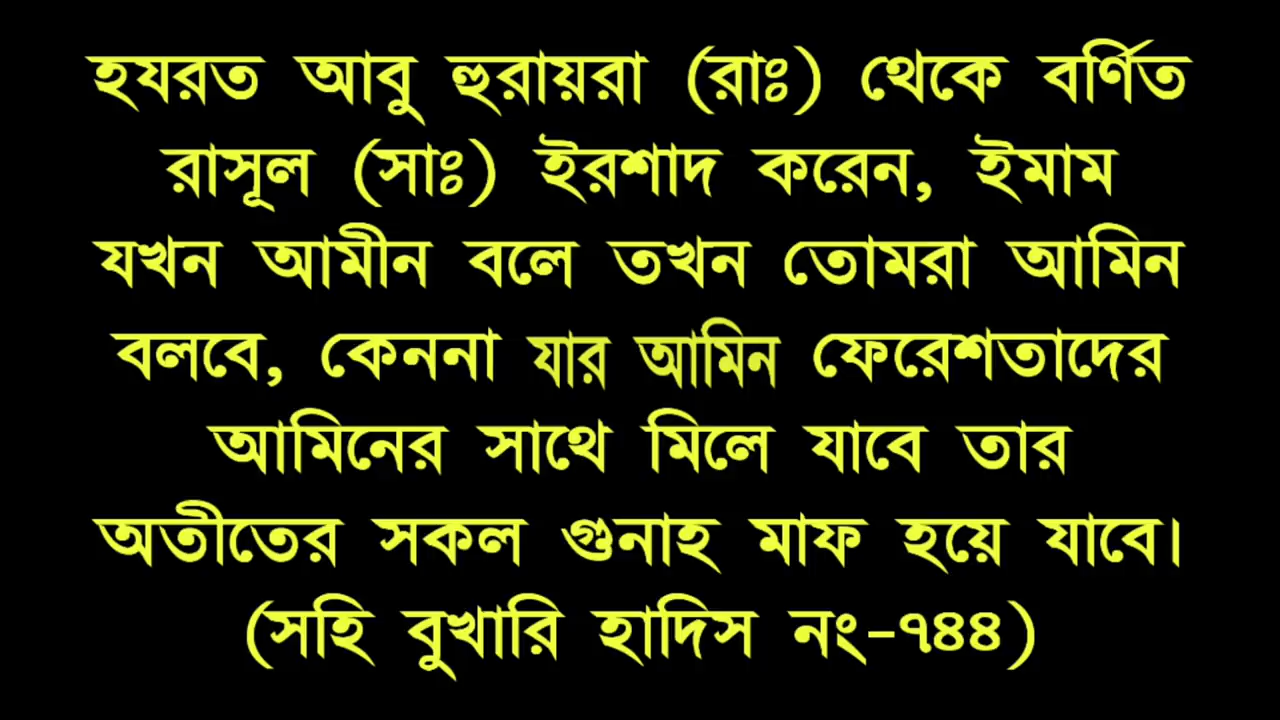 হযরত আবু হুরায়রা (রাঃ) থেকে বর্ণিত
রাসূল (সাঃ) ইরশাদ করেন, ইমাম
যখন আমীন বলে তখন তোমরা আমিন
বলবে, কেননা যার আমিন ফেরেশতাদের
আমিনের সাথে মিলে যাবে তার
অতীতের সকল গুনাহ মাফ হয়ে যাবে।
(সহি বুখারি হাদিস নং-৭৪৪)